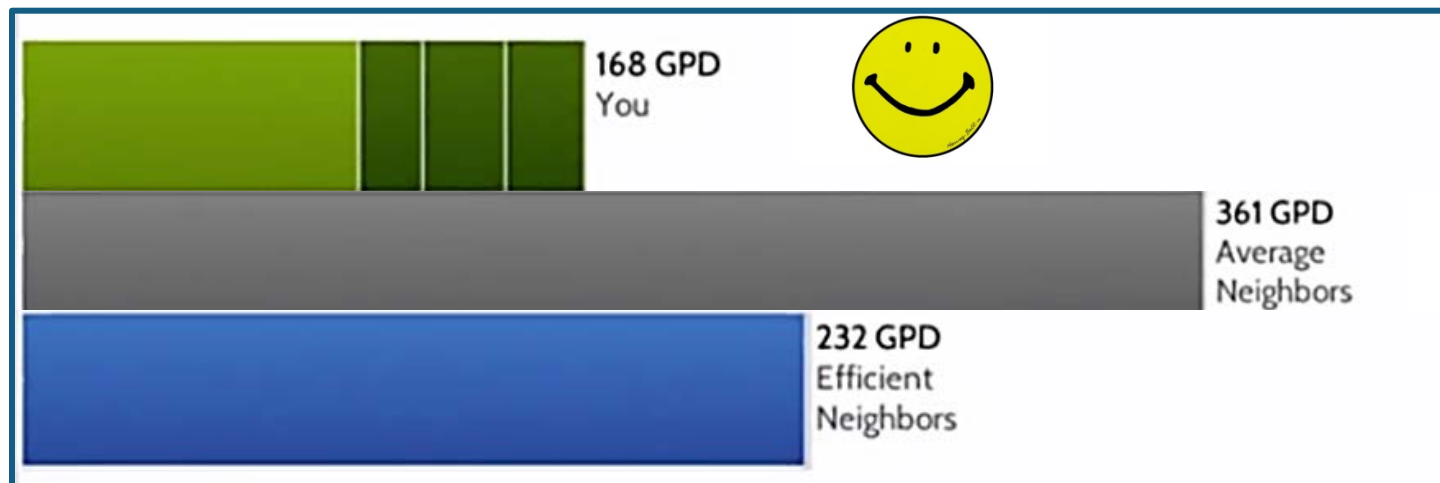 168 GPD
You
361 GPD
Average
Neighbors
232 GPD
Efficient
Neighbors